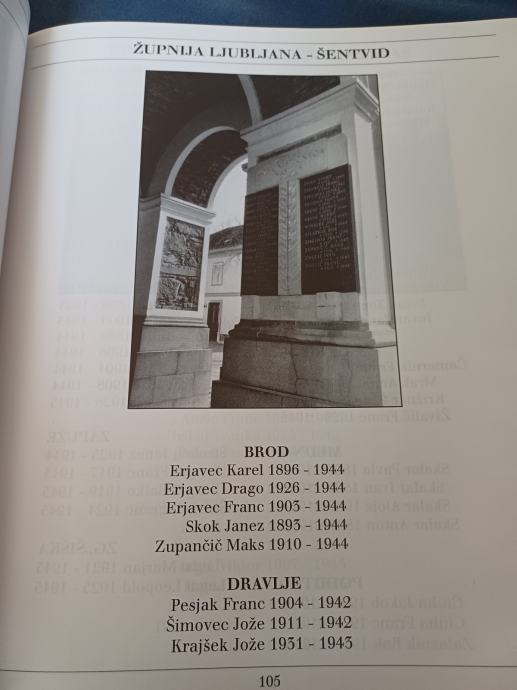 ŽUPNIJA LJUBLJANA - ŠENTVID
BROD
Erjavec Karel 1896 - 1944
Erjavec Drago 1926 - 1944
Erjavec Franc 1903 - 1944
Skok Janez 1893 - 1944
Zupančič Maks 1910 - 1944
DRAVLJE
Pesjak Franc 1904 - 1942
Šimovec Jože 1911 - 1942
Krajšek Jože 1931 - 1943
105